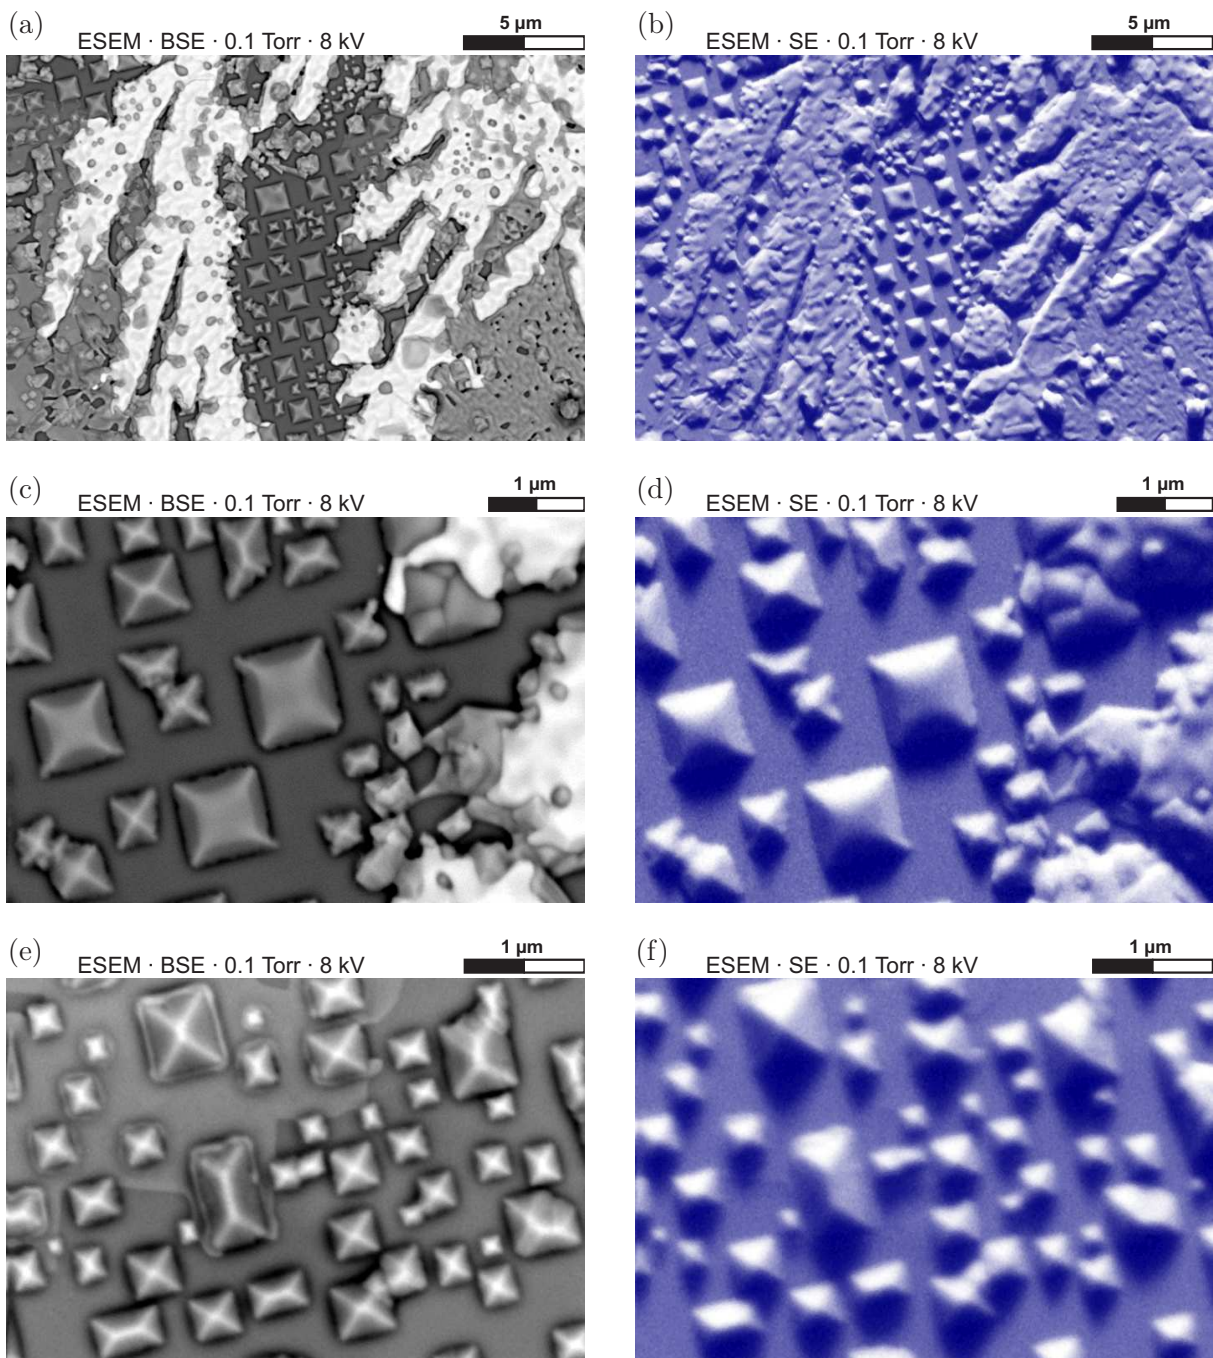 (a) ESEM · BSE · 0.1 Torr · 8 kV 5 µm
(b) ESEM · SE · 0.1 Torr · 8 kV 5 µm
(c) ESEM · BSE · 0.1 Torr · 8 kV 1 µm
(d) ESEM · SE · 0.1 Torr · 8 kV 1 µm
(e) ESEM · BSE · 0.1 Torr · 8 kV 1 µm
(f) ESEM · SE · 0.1 Torr · 8 kV 1 µm